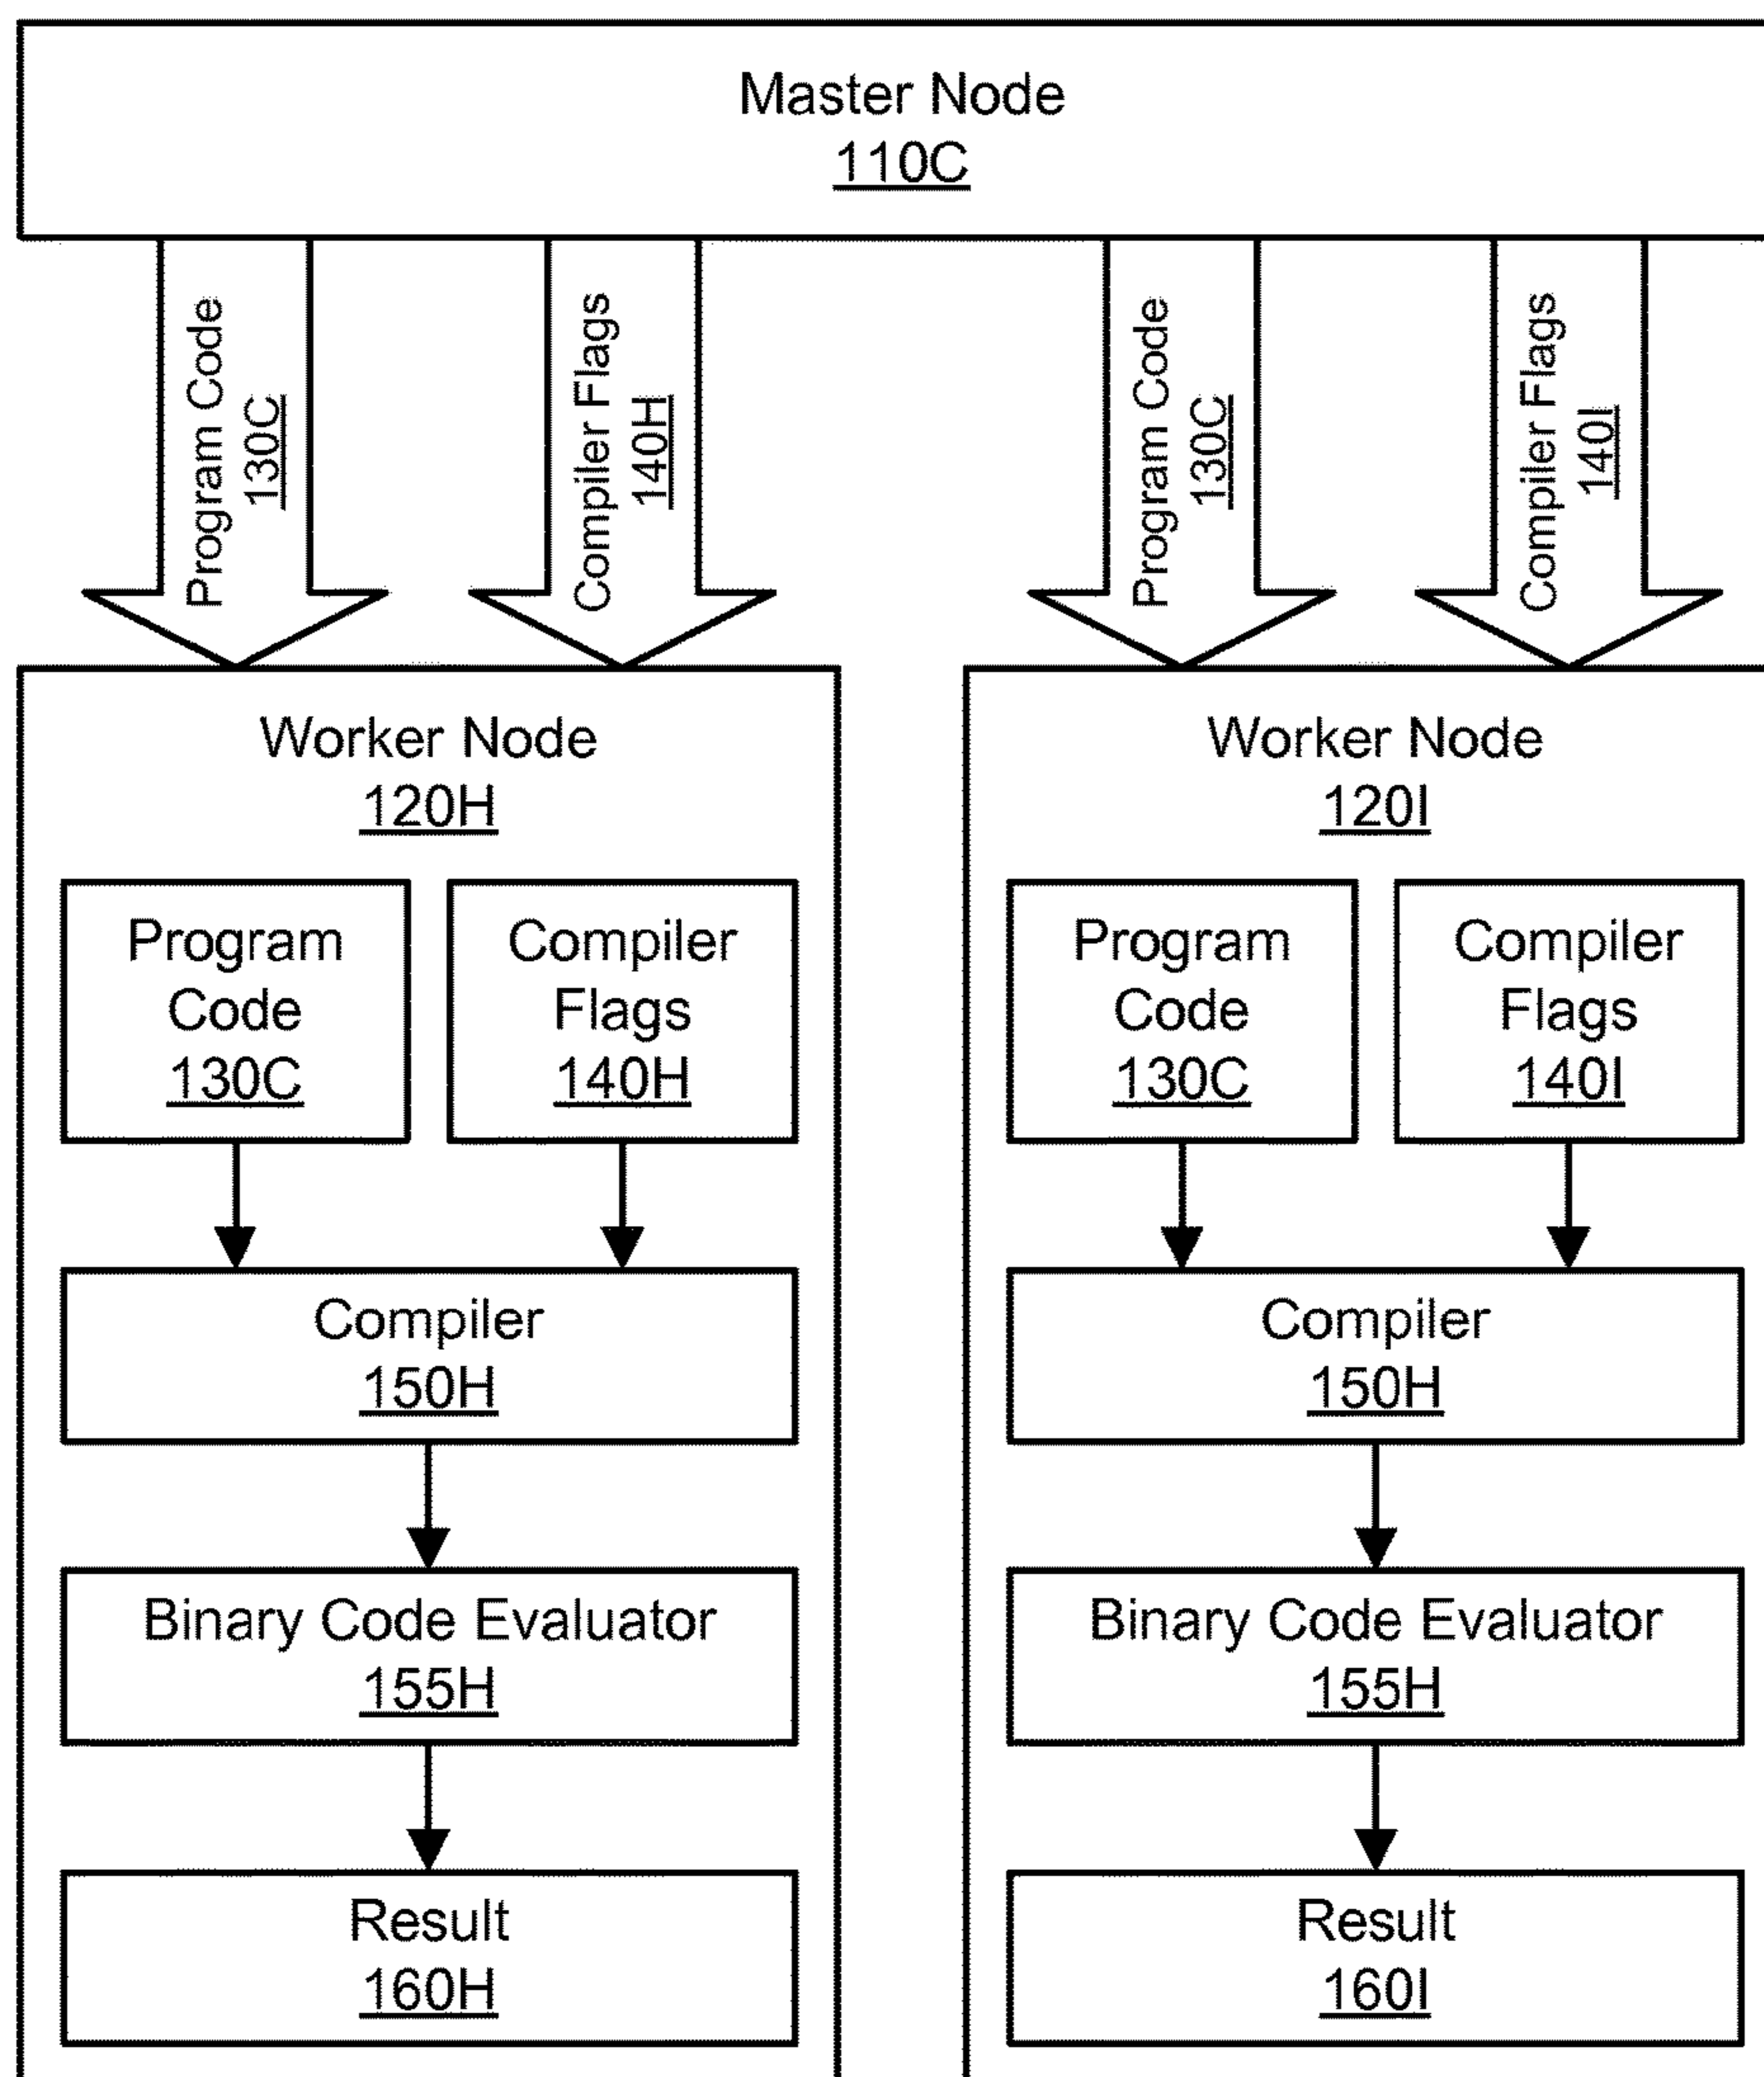 Master Node
110C
Program Code
130C
Compiler Flags
140H
Program Code
130C
Compiler Flags
140I
Worker Node
120H
Program
Code
130C
Compiler
Flags
140H
Compiler
150H
Binary Code Evaluator
155H
Result
160H
Worker Node
120I
Program
Code
130C
Compiler
Flags
140I
Compiler
150H
Binary Code Evaluator
155H
Result
160I